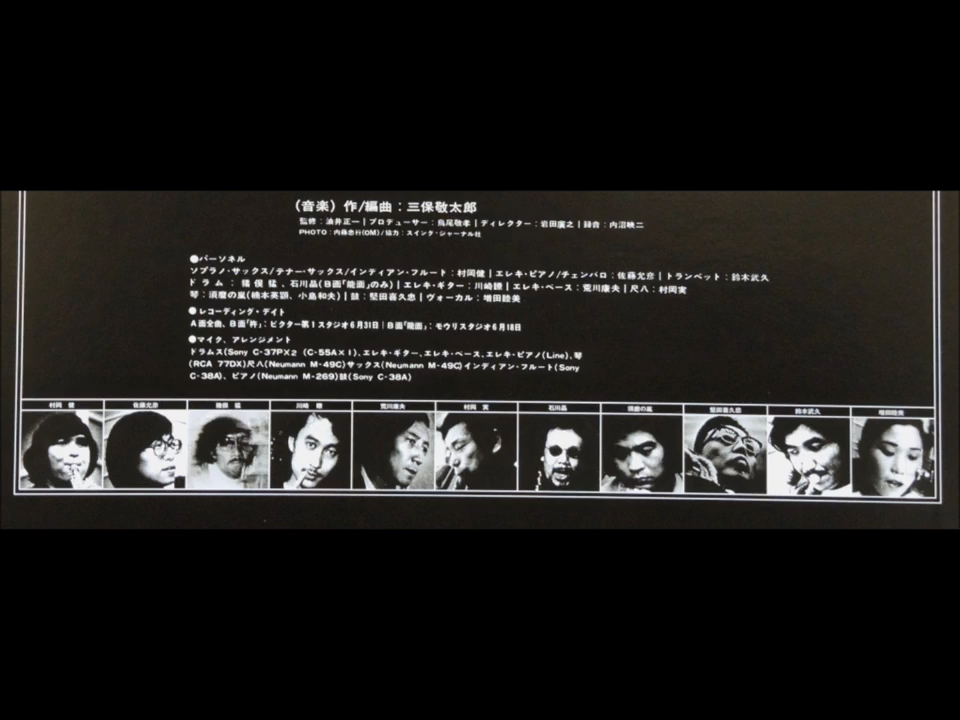 (音楽) 作/編曲：三保敬太郎
監修：油井正一 | プロデューサー：鳥尾敬孝 | ディレクター：岩田廣之 | 録音：内沼映二
PHOTO：内藤忠行(OM)/協力：スイング・ジャーナル社
●パーソネル
ソプラノ・サックス/テナー・サックス/インディアン・フルート：村岡健 | エレキ・ピアノ/チェンバロ：佐藤允彦 | トランペット：鈴木武久
ドラム：猪俣猛、石川晶(B面「能面」のみ) | エレキ・ギター：川崎燎 | エレキ・ベース：荒川康夫 | 尺八：村岡実
琴：須磨の嵐(楠本英顕、小島和夫) | 鼓：堅田喜久忠 | ヴォーカル：増田睦美
●レコーディング・デイト
A面全曲、B面「杵」：ビクター第1スタジオ6月31日 | B面「能面」：モウリスタジオ6月18日
●マイク、アレンジメント
ドラムス(Sony C-37P×2 (C-55A×1)、エレキ・ギター、エレキ・ベース、エレキ・ピアノ(Line)、琴
(RCA 77DX)尺八(Neumann M-49C)サックス(Neumann M-49C)インディアン・フルート(Sony
C-38A)、ピアノ(Neumann M-269)鼓(Sony C-38A)
村岡 健 佐藤允彦 猪俣 猛 川崎 燎 荒川康夫 村岡 実 石川晶 須磨の嵐 堅田喜久忠 鈴木武久 増田睦美